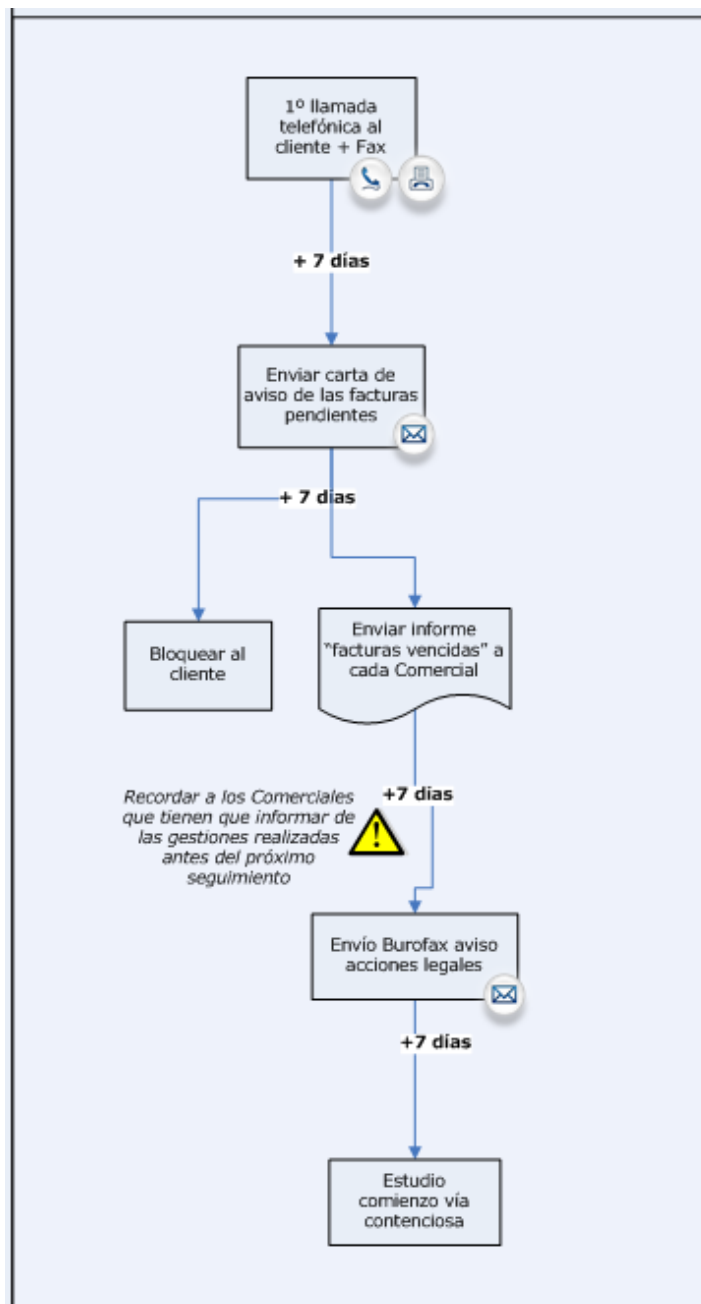 1º llamada
telefónica al
cliente + Fax
+ 7 días
Enviar carta de
aviso de las facturas
pendientes
+ 7 días
Bloquear al
cliente
Enviar informe
“facturas vencidas” a
cada Comercial
+7 días
Recordar a los Comerciales
que tienen que informar de
las gestiones realizadas
antes del próximo
seguimiento
Envío Burofax aviso
acciones legales
+7 días
Estudio
comienzo vía
contenciosa